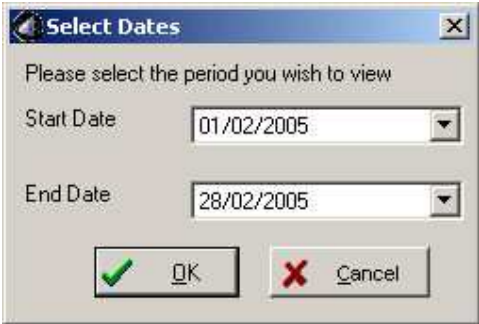 Select Dates
Please select the period you wish to view
Start Date 01/02/2005
End Date 28/02/2005
OK Cancel